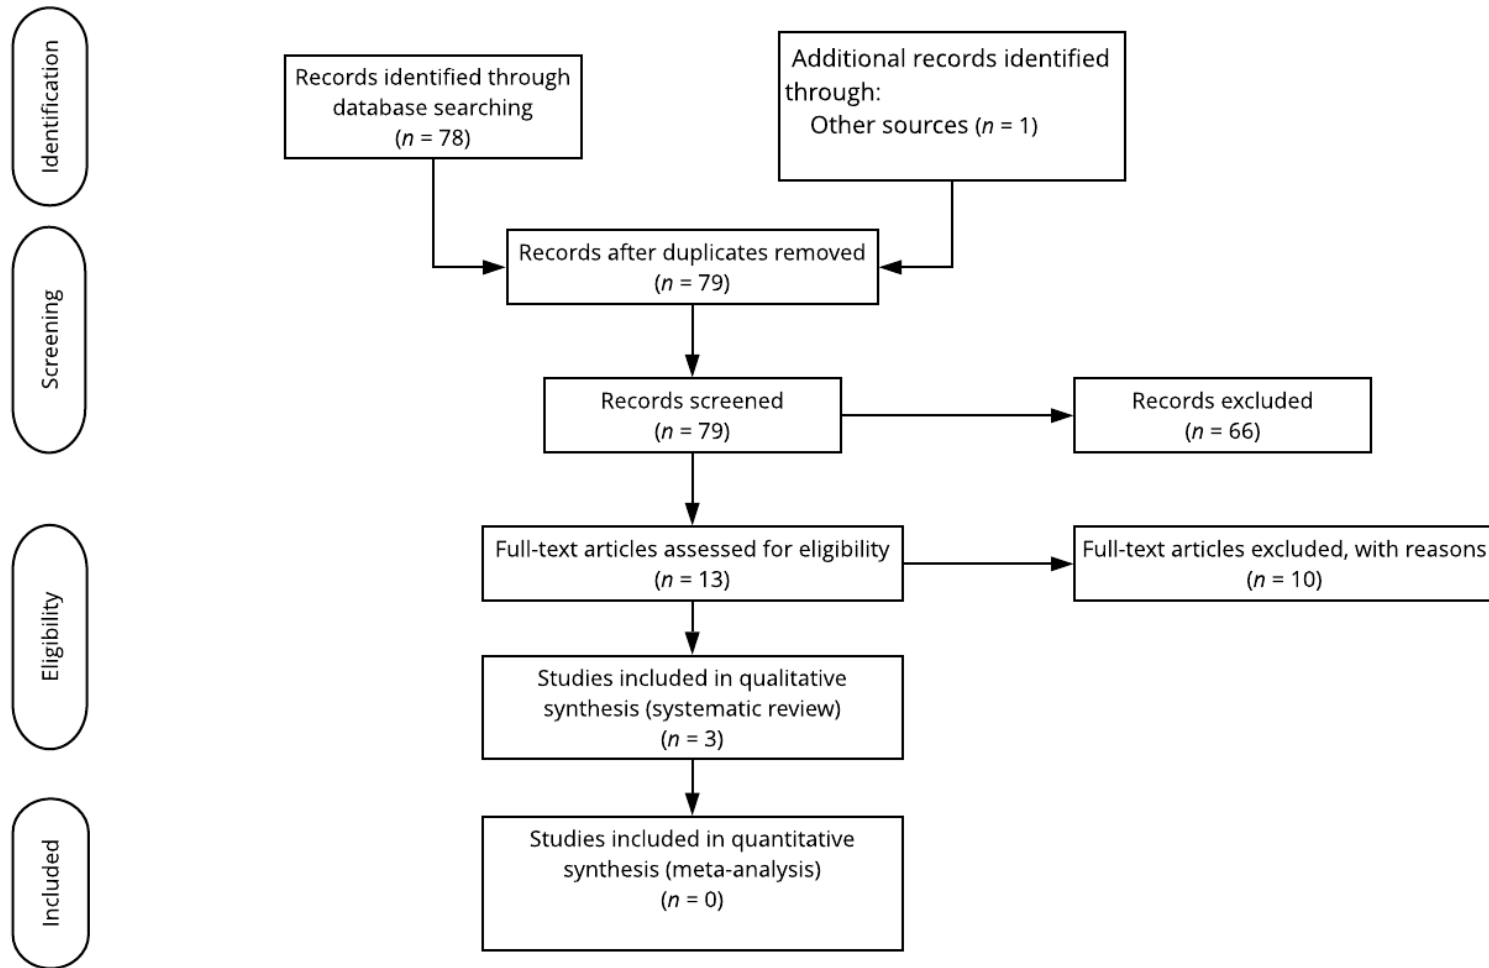 Identification
Records identified through
database searching
(n = 78)
Additional records identified
through:
Other sources (n = 1)
Screening
Records after duplicates removed
(n = 79)
Records screened
(n = 79)
Records excluded
(n = 66)
Eligibility
Full-text articles assessed for eligibility
(n = 13)
Full-text articles excluded, with reasons
(n = 10)
Studies included in qualitative
synthesis (systematic review)
(n = 3)
Included
Studies included in quantitative
synthesis (meta-analysis)
(n = 0)